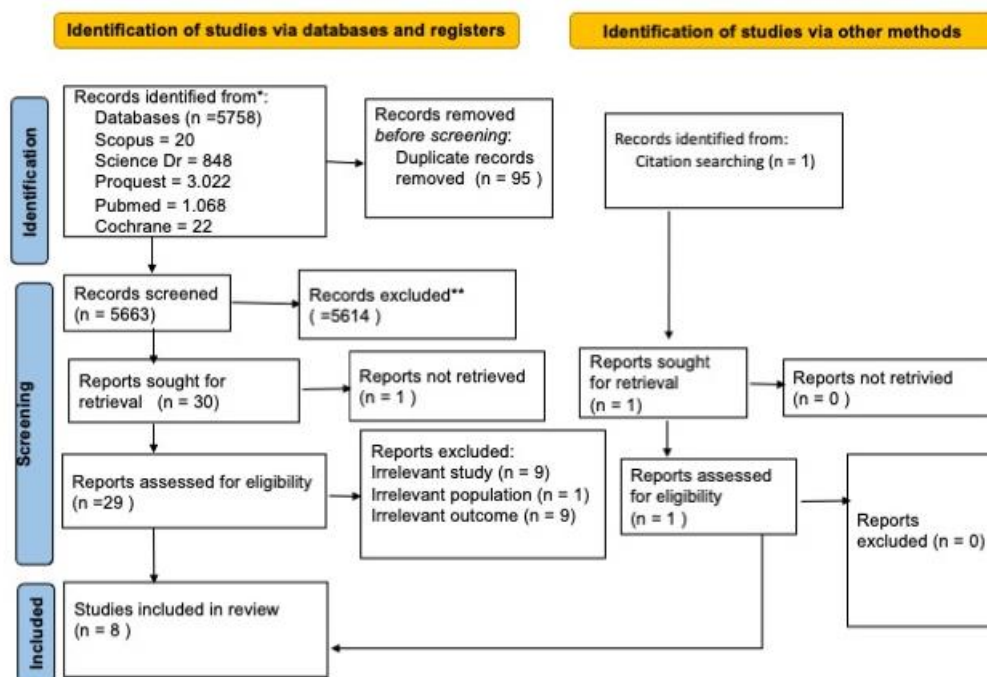 Identification of studies via databases and registers
Identification of studies via other methods
Identification
Records identified from*:
Databases (n =5758)
Scopus = 20
Science Dr = 848
Proquest = 3.022
Pubmed = 1.068
Cochrane = 22
Records removed
before screening:
Duplicate records
removed (n = 95 )
Records identified from:
Citation searching (n = 1)
Screening
Records screened
(n = 5663)
Records excluded**
( =5614 )
Reports sought for
retrieval (n = 30)
Reports not retrieved
(n = 1 )
Reports sought
for retrieval)
(n = 1)
Reports not retrivied
(n = 0 )
Reports assessed for eligibility
(n =29 )
Reports excluded:
Irrelevant study (n = 9)
Irrelevant population (n = 1)
Irrelevant outcome (n = 9)
Reports assessed
for eligibility
(n = 1 )
Reports
excluded (n = 0)
Included
Studies included in review
(n = 8 )